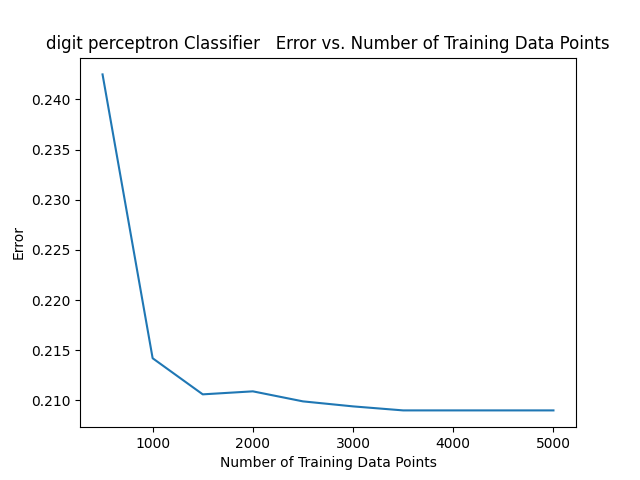 digit perceptron Classifier   Error vs. Number of Training Data Points
0.240
0.235
0.230
0.225
0.220
0.215
0.210
Error
1000 2000 3000 4000 5000
Number of Training Data Points